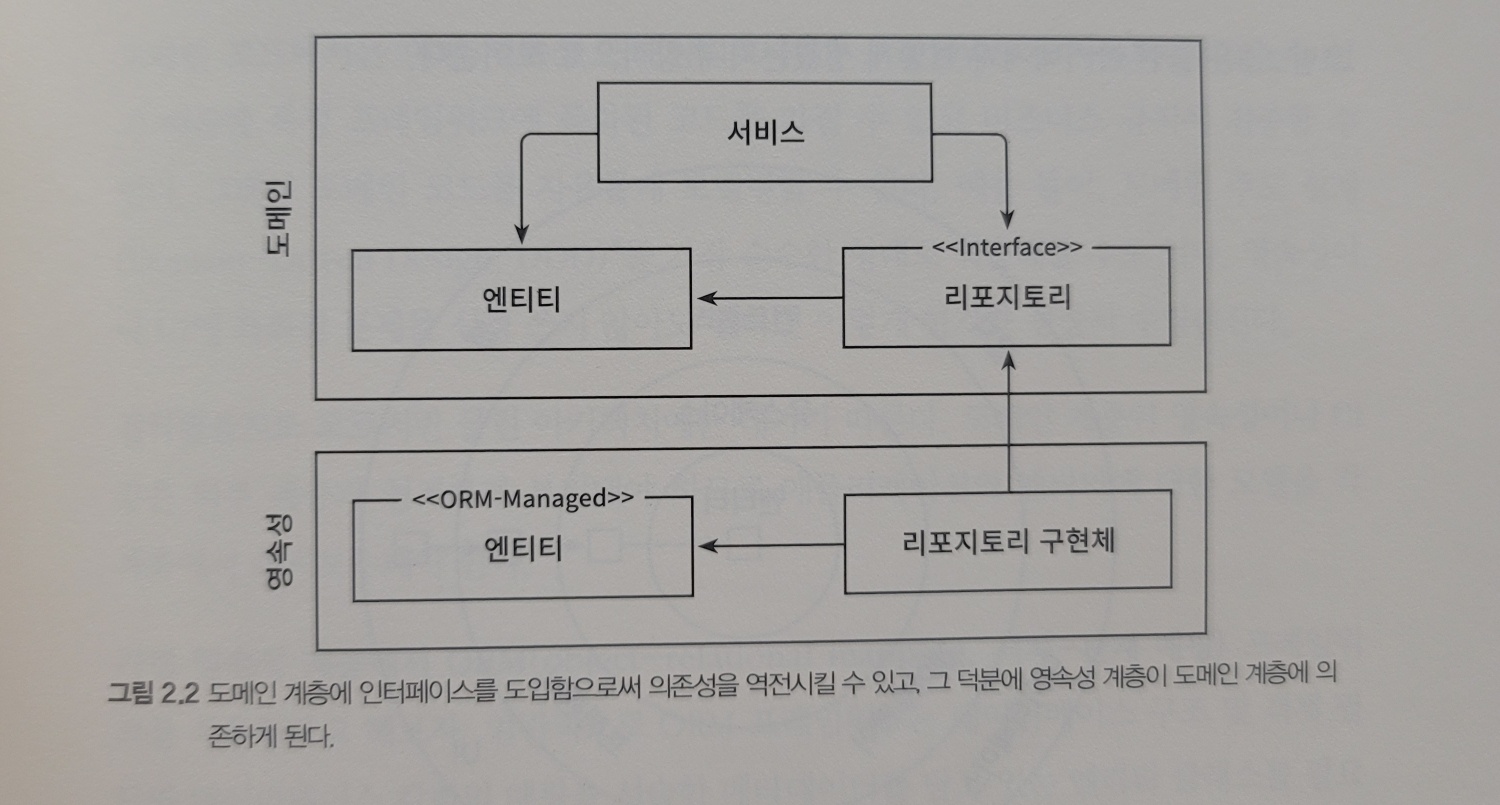 도메인
서비스
엔티티
<<Interface>>
리포지토리
영속성
<<ORM-Managed>>
엔티티
리포지토리 구현체
그림 2.2 도메인 계층에 인터페이스를 도입함으로써 의존성을 역전시킬 수 있고, 그 덕분에 영속성 계층이 도메인 계층에 의
존하게 된다.